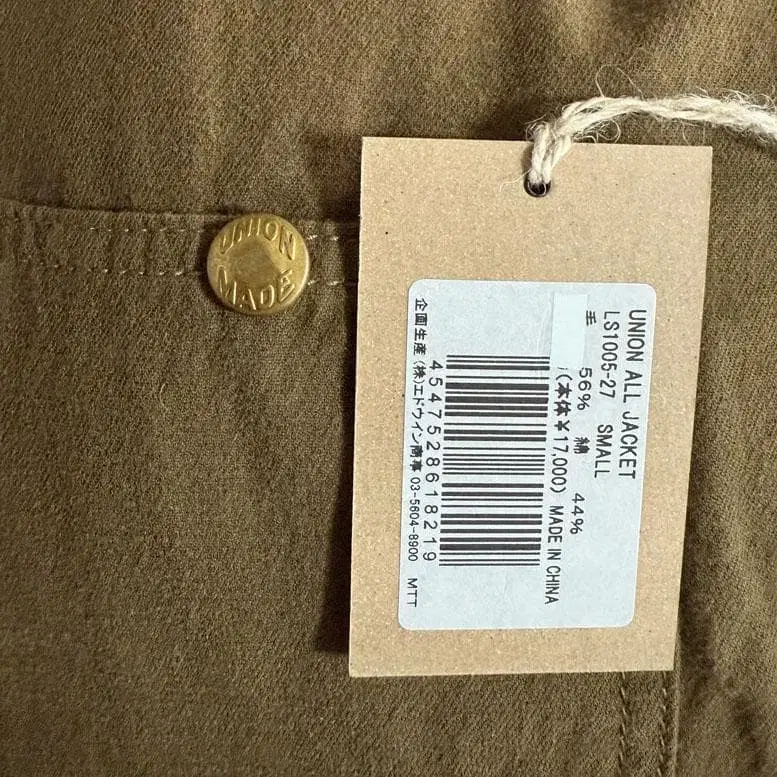 UNION MADE
UNION ALL JACKET
LS1005-27 SMALL
毛 56% 綿 44%
(本体¥17,000) MADE IN CHINA
4547528618219
企画生産 (株)エドウイン商事 03-5604-8900 MTT